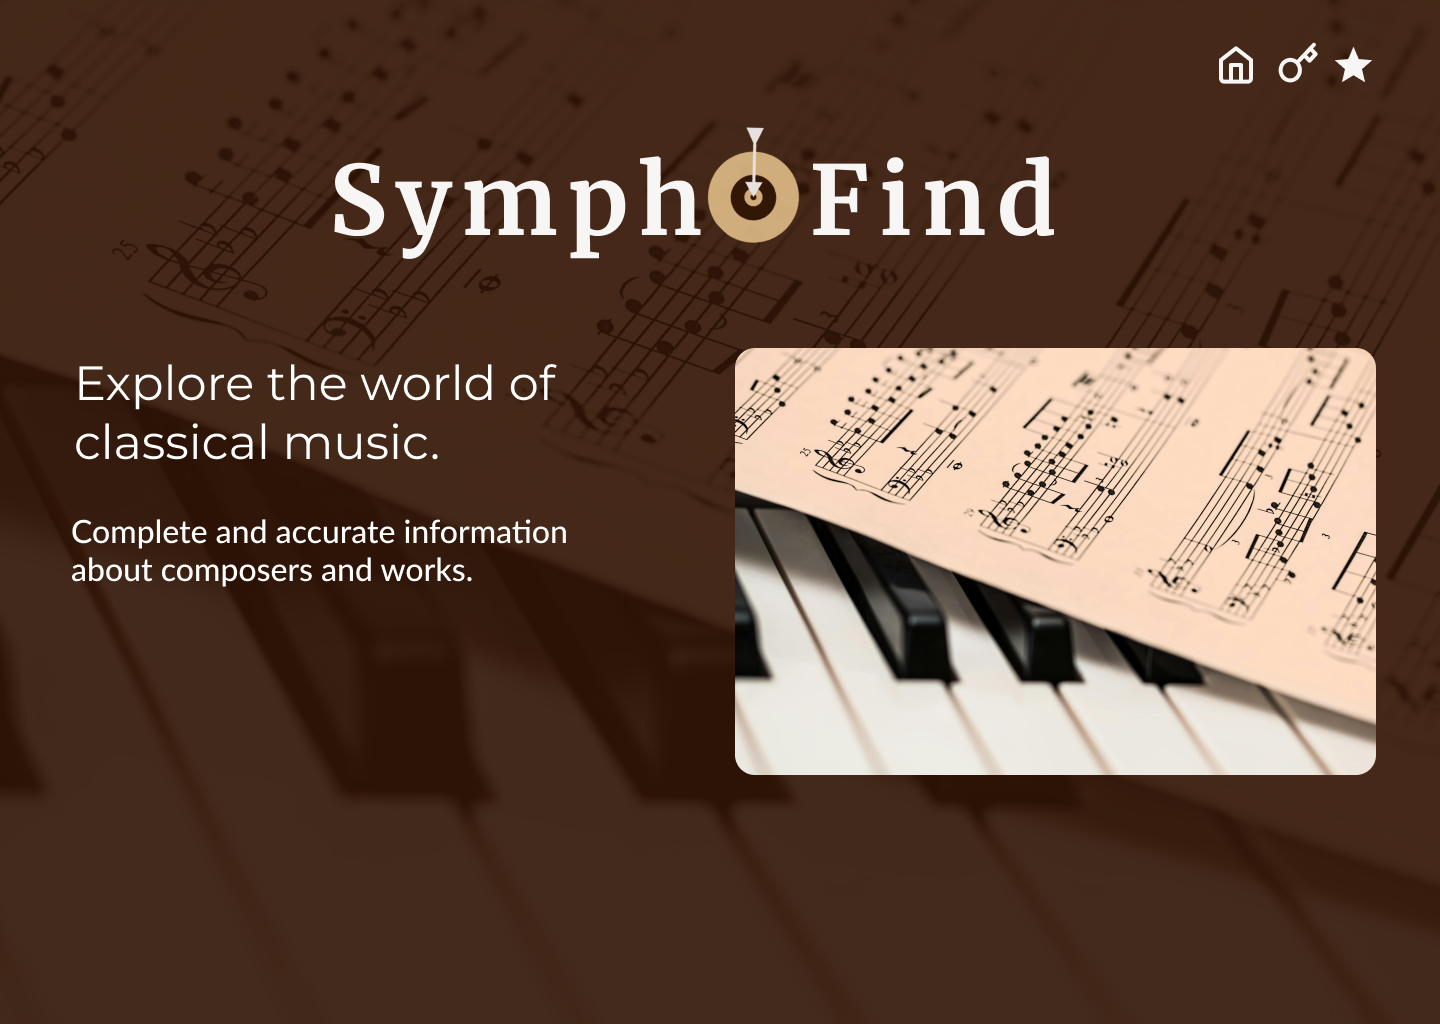 SymphOFind
Explore the world of
classical music.
Complete and accurate information
about composers and works.